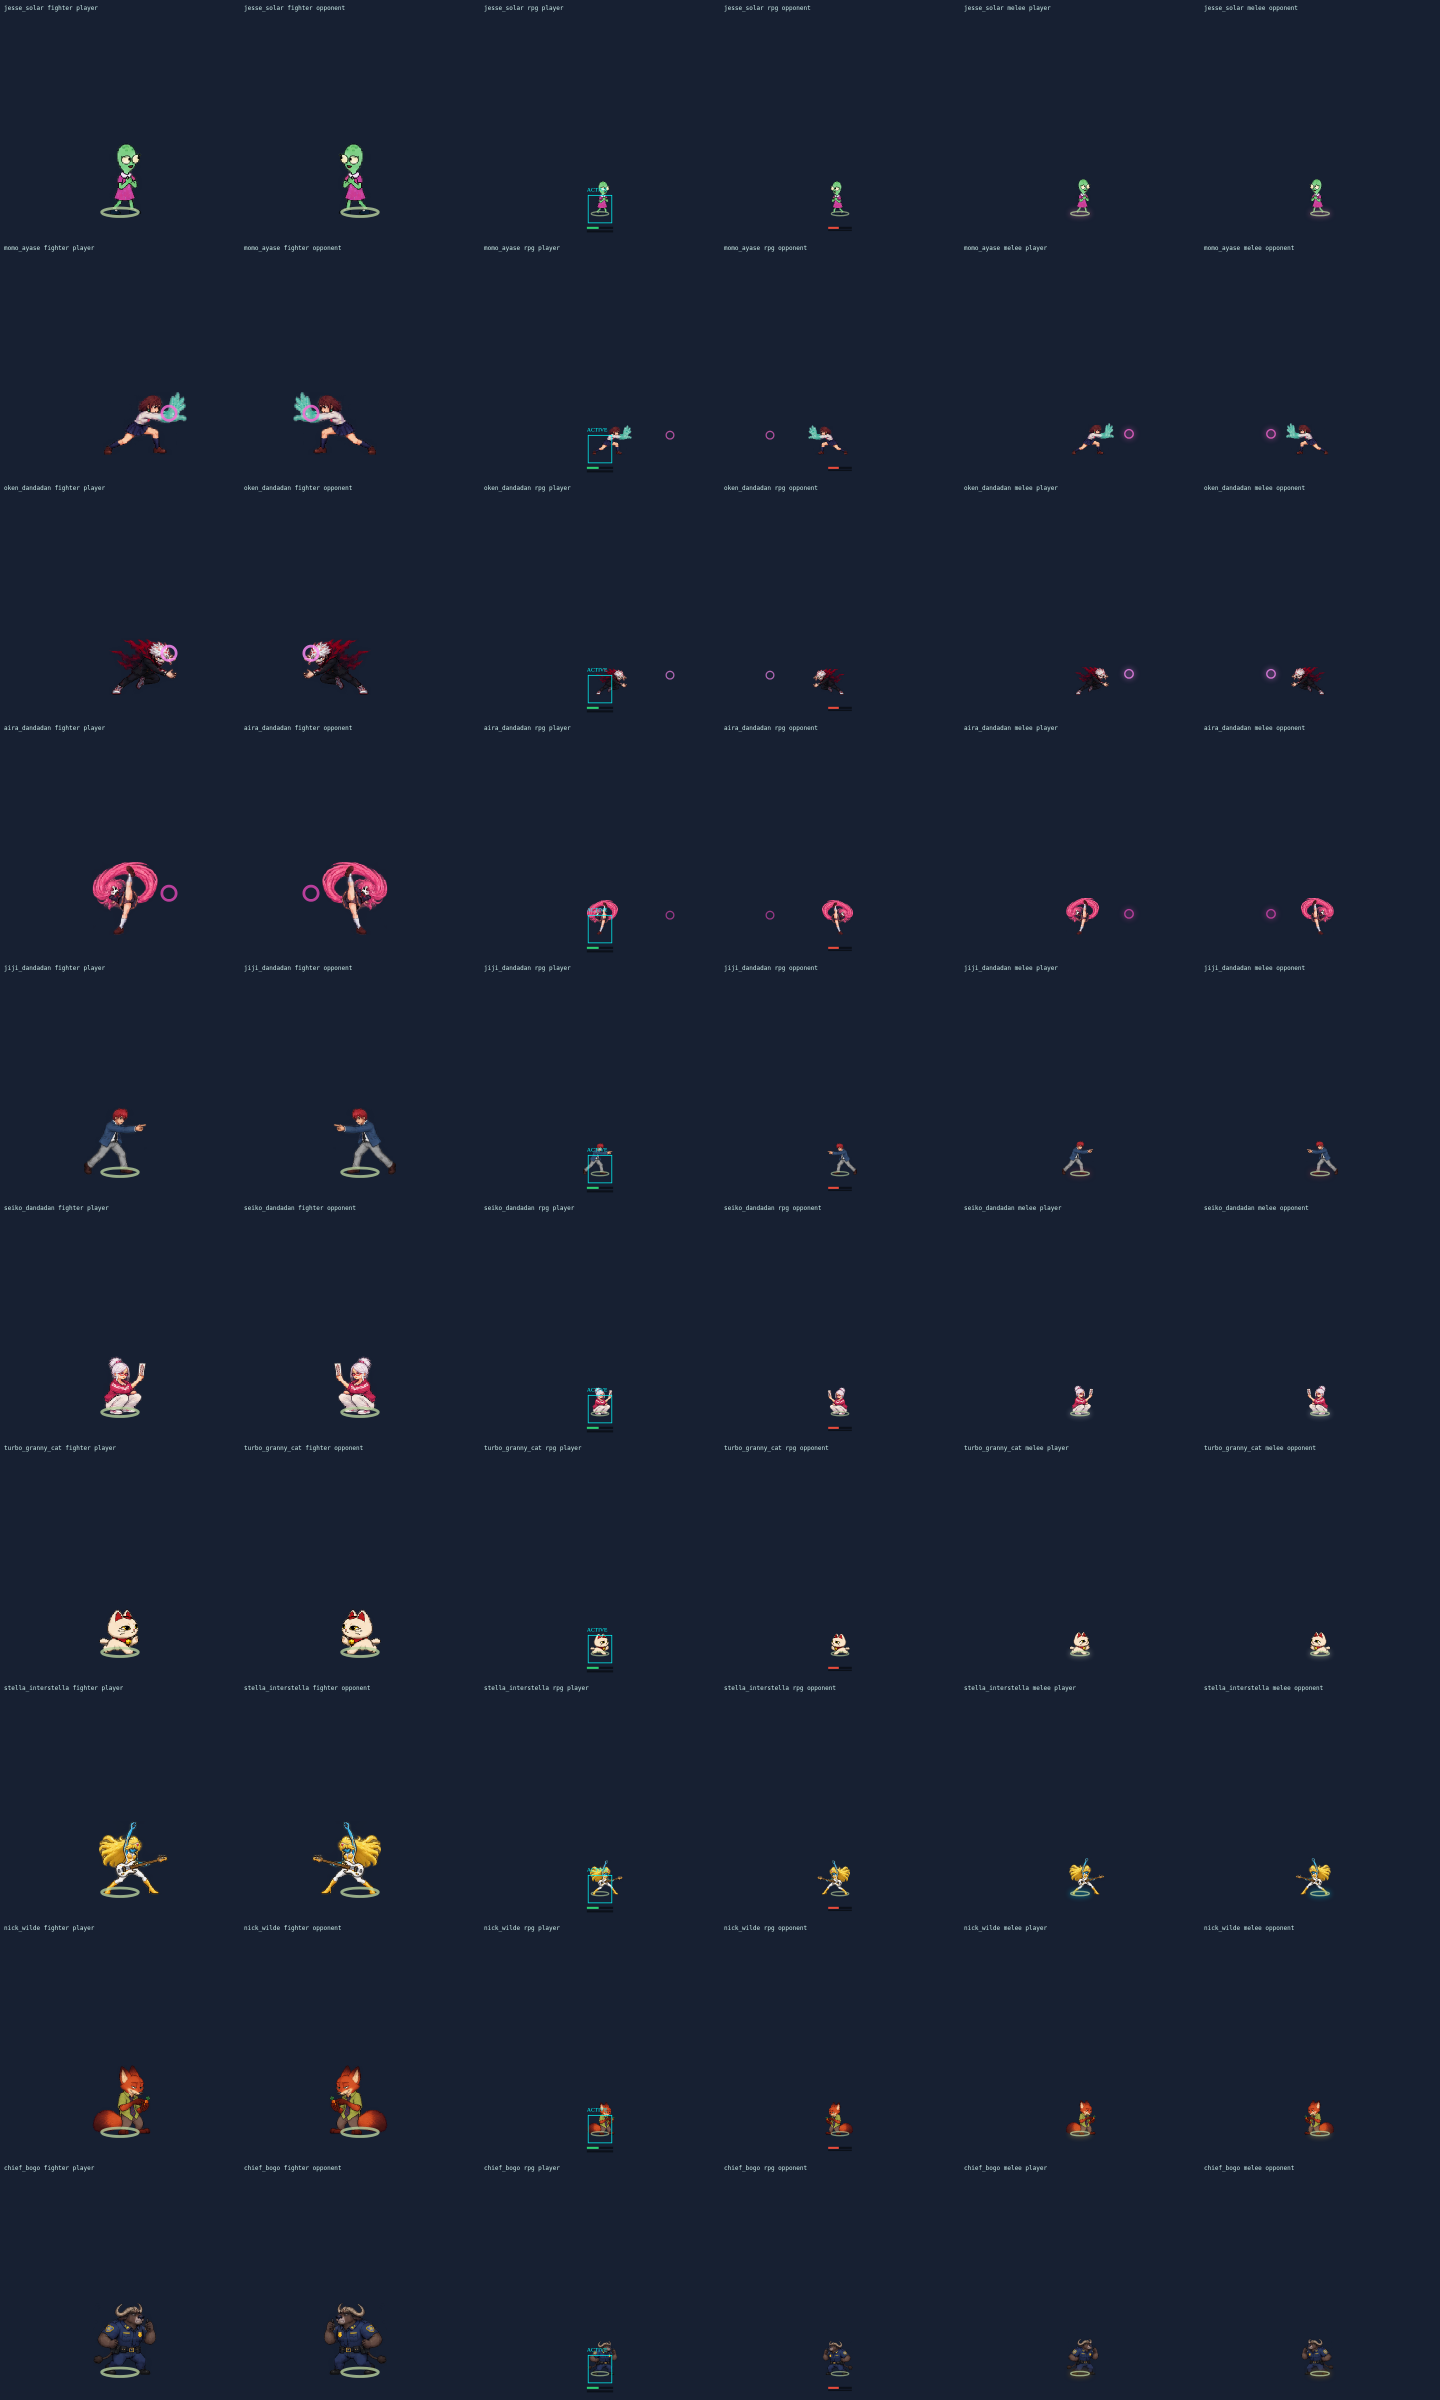 jesse_solar fighter player
jesse_solar fighter opponent
jesse_solar rpg player
jesse_solar rpg opponent
jesse_solar melee player
jesse_solar melee opponent
ACTIVE
momo_ayase fighter player
momo_ayase fighter opponent
momo_ayase rpg player
momo_ayase rpg opponent
momo_ayase melee player
momo_ayase melee opponent
ACTIVE
oken_dandadan fighter player
oken_dandadan fighter opponent
oken_dandadan rpg player
oken_dandadan rpg opponent
oken_dandadan melee player
oken_dandadan melee opponent
ACTIVE
aira_dandadan fighter player
aira_dandadan fighter opponent
aira_dandadan rpg player
aira_dandadan rpg opponent
aira_dandadan melee player
aira_dandadan melee opponent
jiji_dandadan fighter player
jiji_dandadan fighter opponent
jiji_dandadan rpg player
jiji_dandadan rpg opponent
jiji_dandadan melee player
jiji_dandadan melee opponent
ACTIVE
seiko_dandadan fighter player
seiko_dandadan fighter opponent
seiko_dandadan rpg player
seiko_dandadan rpg opponent
seiko_dandadan melee player
seiko_dandadan melee opponent
ACTIVE
turbo_granny_cat fighter player
turbo_granny_cat fighter opponent
turbo_granny_cat rpg player
turbo_granny_cat rpg opponent
turbo_granny_cat melee player
turbo_granny_cat melee opponent
ACTIVE
stella_interstella fighter player
stella_interstella fighter opponent
stella_interstella rpg player
stella_interstella rpg opponent
stella_interstella melee player
stella_interstella melee opponent
nick_wilde fighter player
nick_wilde fighter opponent
nick_wilde rpg player
nick_wilde rpg opponent
nick_wilde melee player
nick_wilde melee opponent
ACTIVE
chief_bogo fighter player
chief_bogo fighter opponent
chief_bogo rpg player
chief_bogo rpg opponent
chief_bogo melee player
chief_bogo melee opponent
ACTIVE